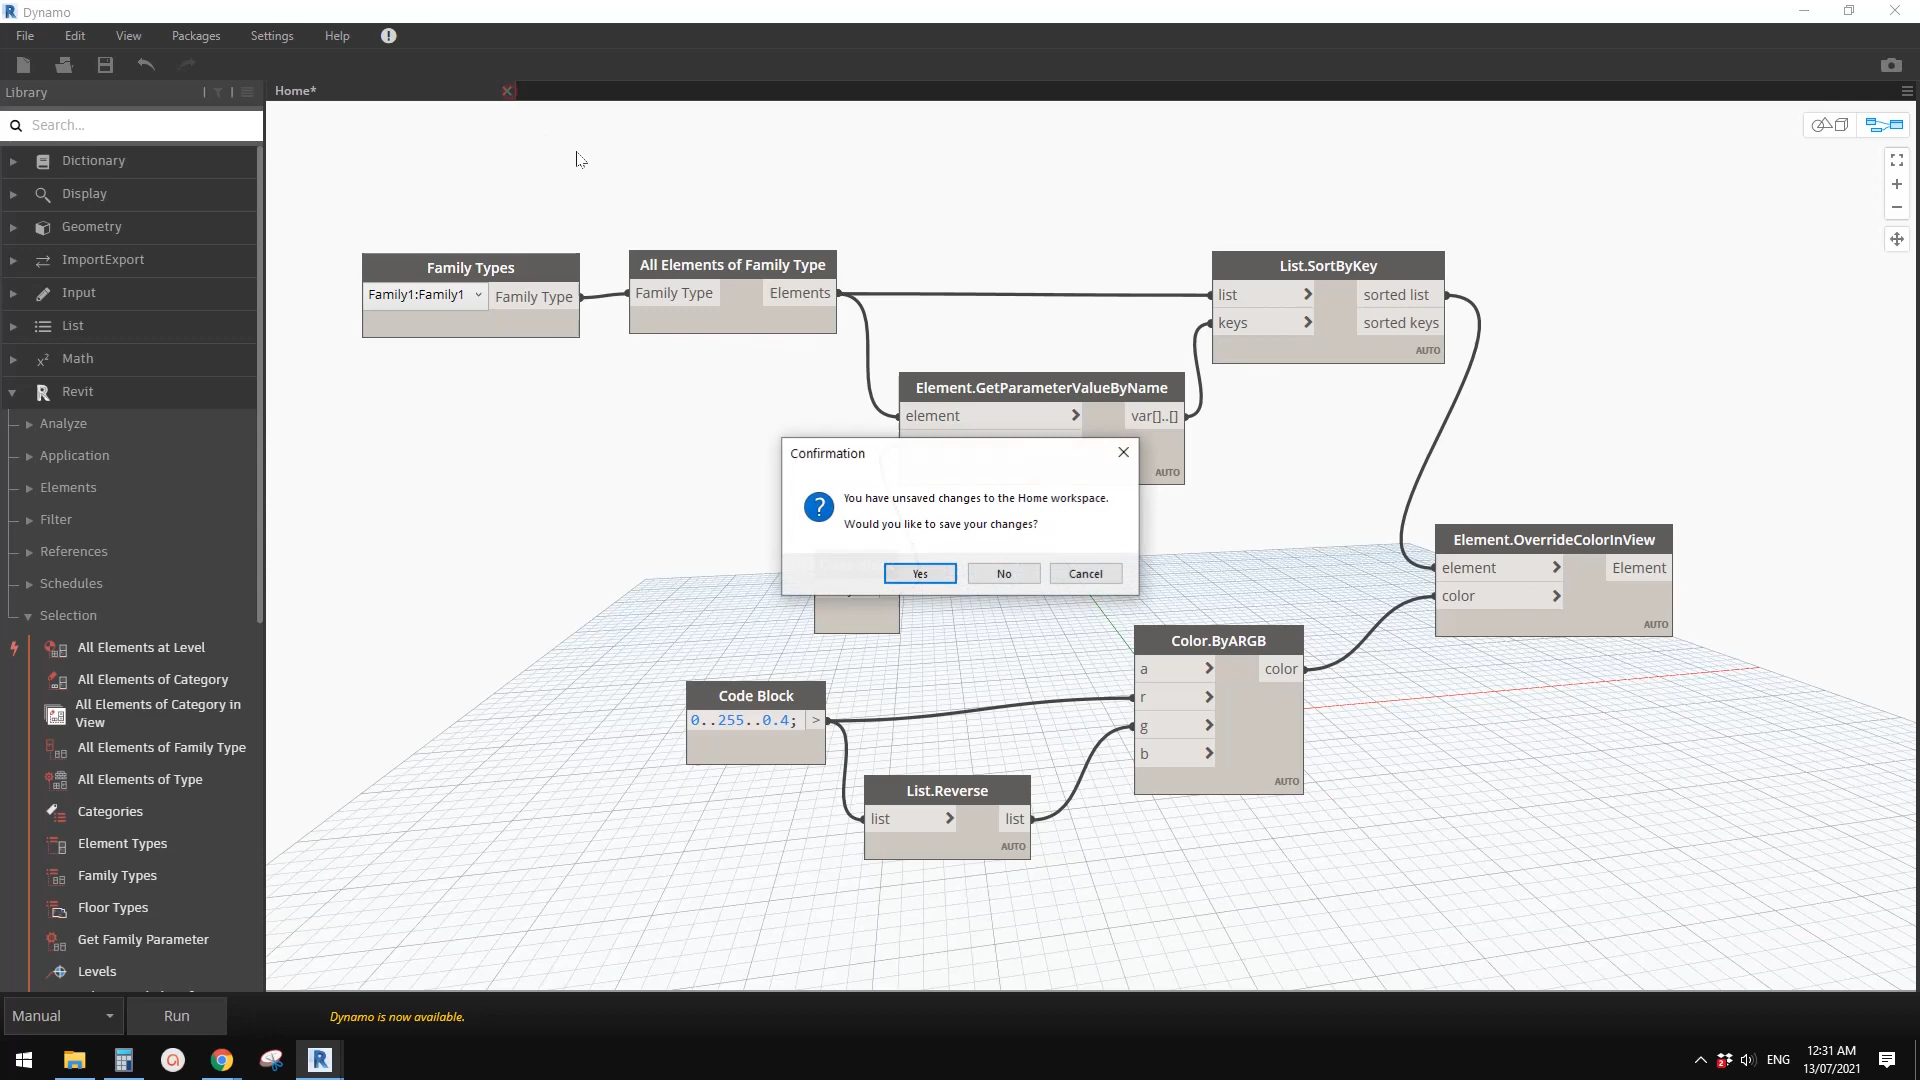 Dynamo
File Edit View Packages Settings Help
Library
Home*
Search...
Dictionary
Display
Geometry
ImportExport
Input
List
Math
Revit
Analyze
Application
Elements
Filter
References
Schedules
Selection
All Elements at Level
All Elements of Category
All Elements of Category in
View
All Elements of Family Type
All Elements of Type
Categories
Element Types
Family Types
Floor Types
Get Family Parameter
Levels
Family Types
Family1:Family1 Family Type
All Elements of Family Type
Family Type Elements
List.SortByKey
list > sorted list
keys > sorted keys
AUTO
Element.GetParameterValueByName
element > var[]..[]
AUTO
Confirmation
You have unsaved changes to the Home workspace.
Would you like to save your changes?
Yes No Cancel
Element.OverrideColorInView
element > Element
color >
AUTO
Color.ByARGB
a > color
r >
g >
b >
AUTO
Code Block
0..255..0.4; >
List.Reverse
list > list
AUTO
Manual Run Dynamo is now available.
ENG
12:31 AM
13/07/2021